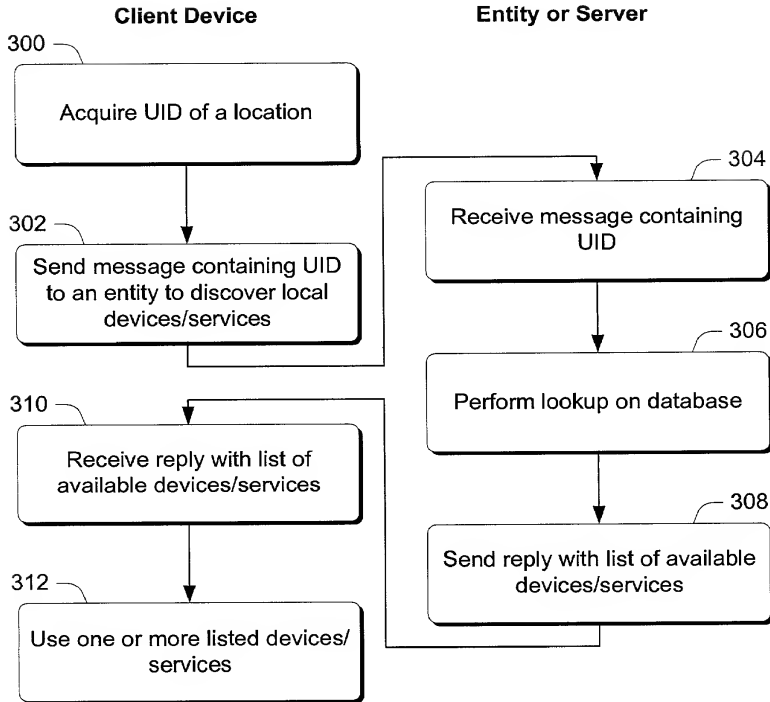 Client Device
Entity or Server
300
Acquire UID of a location
302
Send message containing UID
to an entity to discover local
devices/services
304
Receive message containing
UID
306
Perform lookup on database
308
Send reply with list of available
devices/services
310
Receive reply with list of
available devices/services
312
Use one or more listed devices/
services